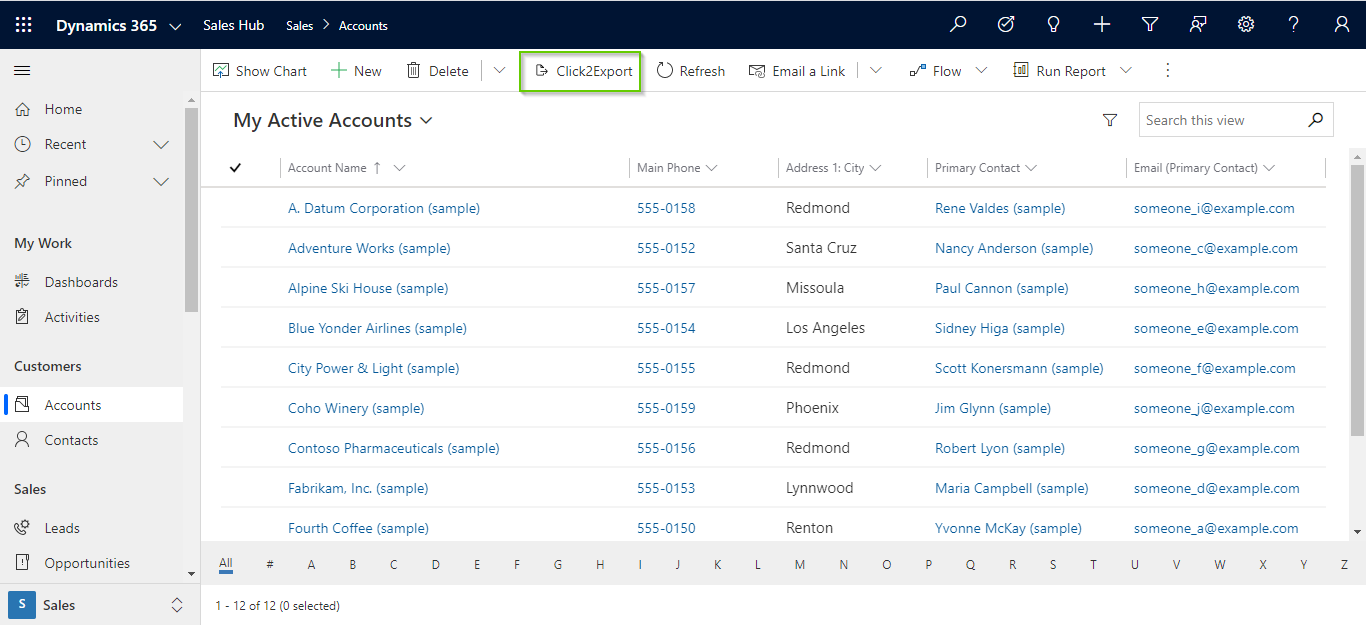 Dynamics 365 Sales Hub Sales > Accounts
Show Chart New Delete Click2Export Refresh Email a Link Flow Run Report
My Active Accounts Search this view
Account Name ↑ Main Phone Address 1: City Primary Contact Email (Primary Contact)
A. Datum Corporation (sample) 555-0158 Redmond Rene Valdes (sample) someone_i@example.com
Adventure Works (sample) 555-0152 Santa Cruz Nancy Anderson (sample) someone_c@example.com
Alpine Ski House (sample) 555-0157 Missoula Paul Cannon (sample) someone_h@example.com
Blue Yonder Airlines (sample) 555-0154 Los Angeles Sidney Higa (sample) someone_e@example.com
City Power & Light (sample) 555-0155 Redmond Scott Konersmann (sample) someone_f@example.com
Coho Winery (sample) 555-0159 Phoenix Jim Glynn (sample) someone_j@example.com
Contoso Pharmaceuticals (sample) 555-0156 Redmond Robert Lyon (sample) someone_g@example.com
Fabrikam, Inc. (sample) 555-0153 Lynnwood Maria Campbell (sample) someone_d@example.com
Fourth Coffee (sample) 555-0150 Renton Yvonne McKay (sample) someone_a@example.com
All # A B C D E F G H I J K L M N O P Q R S T U V W X Y Z
1 - 12 of 12 (0 selected)
Home
Recent
Pinned
My Work
Dashboards
Activities
Customers
Accounts
Contacts
Sales
Leads
Opportunities
S Sales